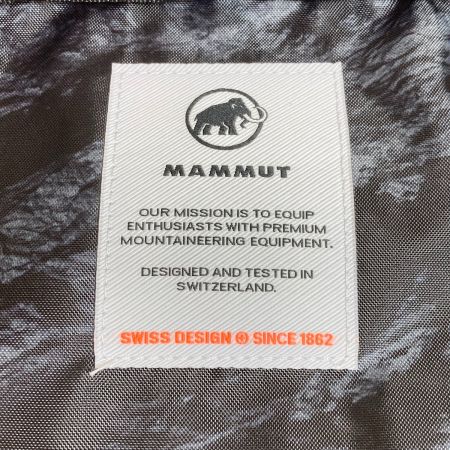 MAMMUT
OUR MISSION IS TO EQUIP
ENTHUSIASTS WITH PREMIUM
MOUNTAINEERING EQUIPMENT.
DESIGNED AND TESTED IN
SWITZERLAND.
SWISS DESIGN SINCE 1862